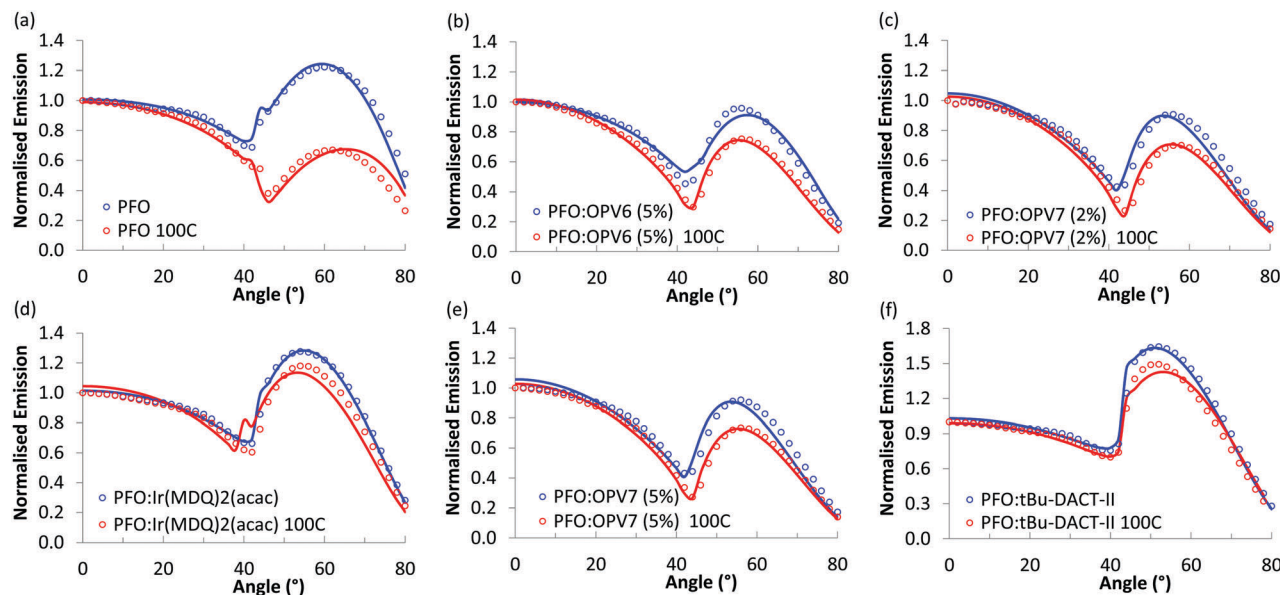 (a)
Normalised Emission
1.4
1.2
1.0
0.8
0.6
0.4
0.2
0.0
PFO
PFO 100C
0 20 40 60 80
Angle (°)
(b)
Normalised Emission
1.4
1.2
1.0
0.8
0.6
0.4
0.2
0.0
PFO:OPV6 (5%)
PFO:OPV6 (5%) 100C
0 20 40 60 80
Angle (°)
(c)
Normalised Emission
1.6
1.4
1.2
1.0
0.8
0.6
0.4
0.2
0.0
PFO:OPV7 (2%)
PFO:OPV7 (2%) 100C
0 20 40 60 80
Angle (°)
(d)
Normalised Emission
1.4
1.2
1.0
0.8
0.6
0.4
0.2
0.0
PFO:Ir(MDQ)2(acac)
PFO:Ir(MDQ)2(acac) 100C
0 20 40 60 80
Angle (°)
(e)
Normalised Emission
1.6
1.4
1.2
1.0
0.8
0.6
0.4
0.2
0.0
PFO:OPV7 (5%)
PFO:OPV7 (5%) 100C
0 20 40 60 80
Angle (°)
(f)
Normalised Emission
1.8
1.5
1.2
0.9
0.6
0.3
0.0
PFO:tBu-DACT-II
PFO:tBu-DACT-II 100C
0 20 40 60 80
Angle (°)